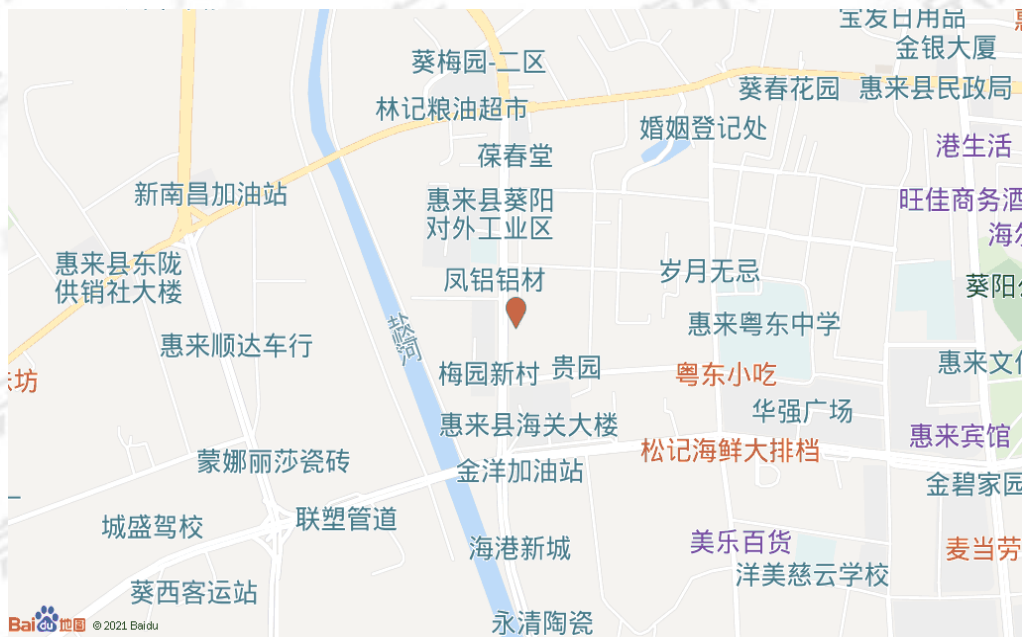 宝发日用品
金银大厦
葵梅园-二区
葵春花园
惠来县民政局
林记粮油超市
婚姻登记处
葆春堂
港生活
新南昌加油站
惠来县葵阳
对外工业区
旺佳商务酒
惠来县东陇
供销社大楼
凤铝铝材
岁月无忌
葵阳
盐岭河
惠来粤东中学
惠来顺达车行
梅园新村
贵园
粤东小吃
惠来文
坊
华强广场
惠来县海关大楼
惠来宾馆
蒙娜丽莎瓷砖
金洋加油站
松记海鲜大排档
金碧家园
城盛驾校
联塑管道
海港新城
美乐百货
麦当劳
洋美慈云学校
葵西客运站
永清陶瓷
Bai du 地图 © 2021 Baidu